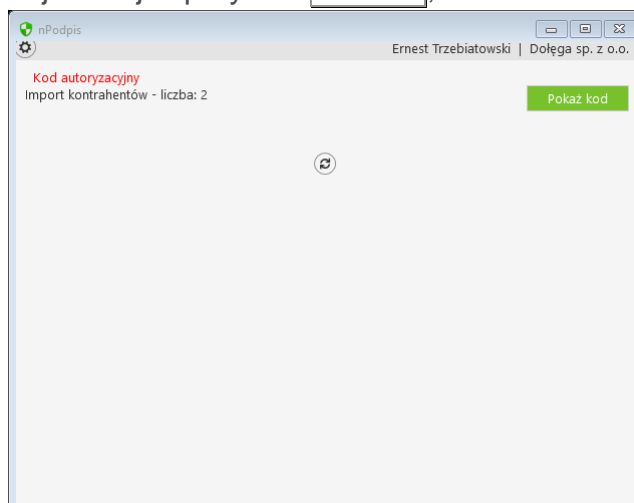 nPodpis
Ernest Trzebiatowski | Dołęga sp. z o.o.
Kod autoryzacyjny
Import kontrahentów - liczba: 2
Pokaż kod